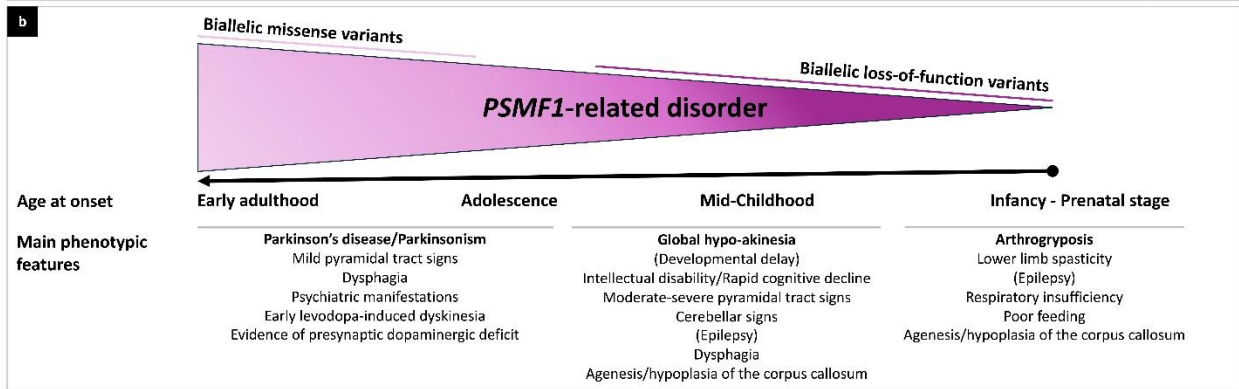 b
Biallelic missense variants
Biallelic loss-of-function variants
PSMF1-related disorder
Age at onset
Early adulthood
Adolescence
Mid-Childhood
Infancy - Prenatal stage
Main phenotypic
features
Parkinson's disease/Parkinsonism
Mild pyramidal tract signs
Dysphagia
Psychiatric manifestations
Early levodopa-induced dyskinesia
Evidence of presynaptic dopaminergic deficit
Global hypo-akinesia
(Developmental delay)
Intellectual disability/Rapid cognitive decline
Moderate-severe pyramidal tract signs
Cerebellar signs
(Epilepsy)
Dysphagia
Agenesis/hypoplasia of the corpus callosum
Arthrogryposis
Lower limb spasticity
(Epilepsy)
Respiratory insufficiency
Poor feeding
Agenesis/hypoplasia of the corpus callosum